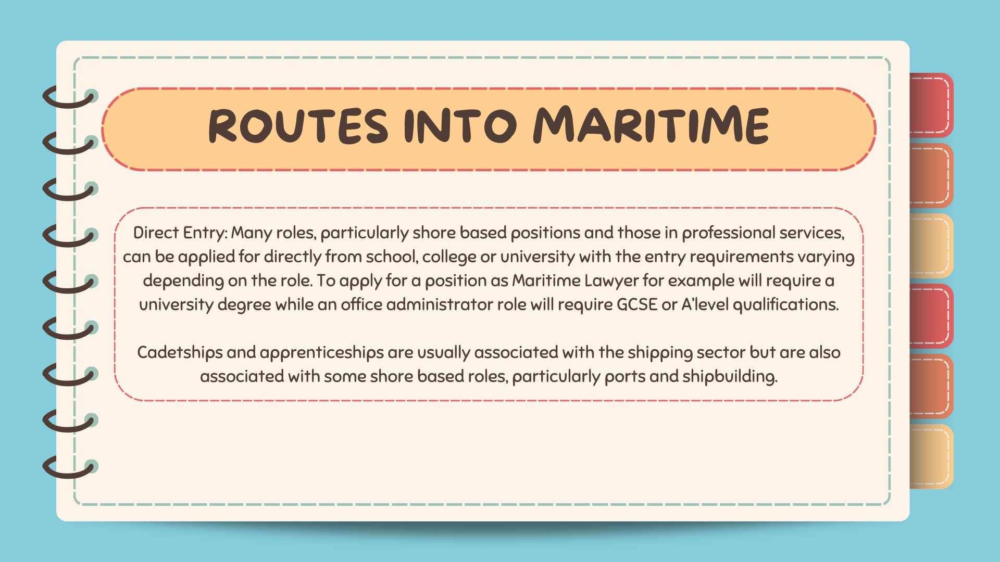 ROUTES INTO MARITIME
Direct Entry: Many roles, particularly shore based positions and those in professional services,
can be applied for directly from school, college or university with the entry requirements varying
depending on the role. To apply for a position as Maritime Lawyer for example will require a
university degree while an office administrator role will require GCSE or A’level qualifications.
Cadetships and apprenticeships are usually associated with the shipping sector but are also
associated with some shore based roles, particularly ports and shipbuilding.